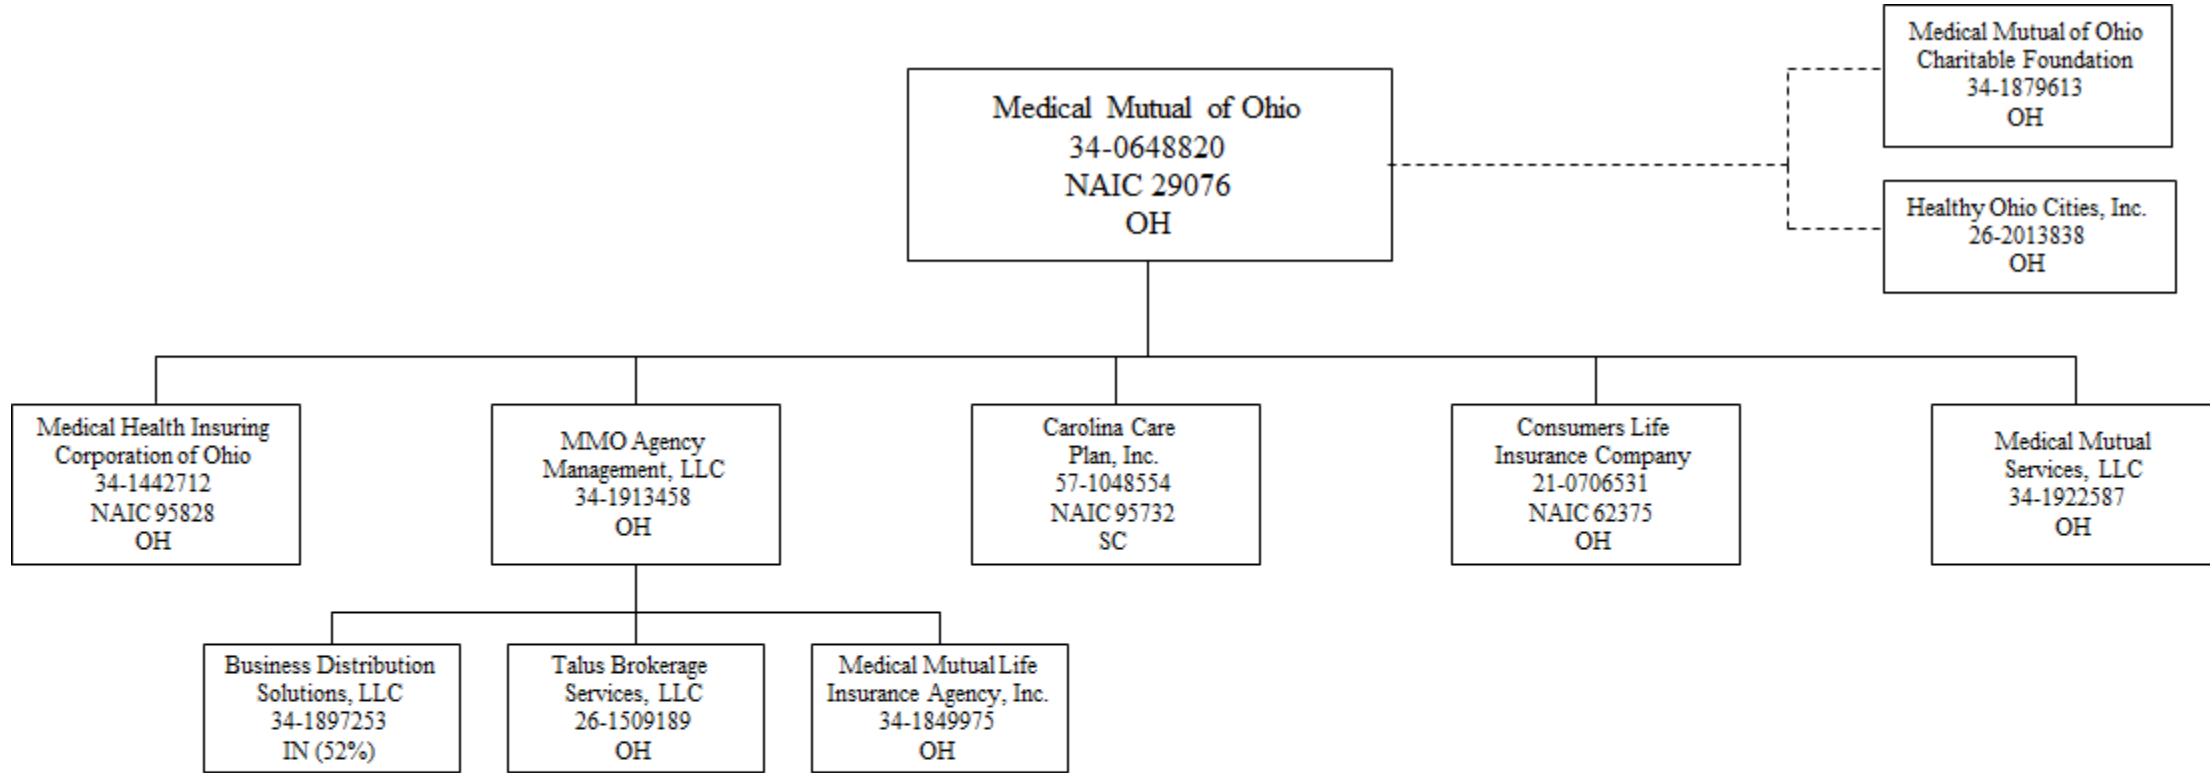 Medical Mutual of Ohio
34-0648820
NAIC 29076
OH
Medical Mutual of Ohio
Charitable Foundation
34-1879613
OH
Healthy Ohio Cities, Inc.
26-2013838
OH
Medical Health Insuring
Corporation of Ohio
34-1442712
NAIC 95828
OH
MMO Agency
Management, LLC
34-1913458
OH
Carolina Care
Plan, Inc.
57-1048554
NAIC 95732
SC
Consumers Life
Insurance Company
21-0706531
NAIC 62375
OH
Medical Mutual
Services, LLC
34-1922587
OH
Business Distribution
Solutions, LLC
34-1897253
IN (52%)
Talus Brokerage
Services, LLC
26-1509189
OH
Medical Mutual Life
Insurance Agency, Inc.
34-1849975
OH